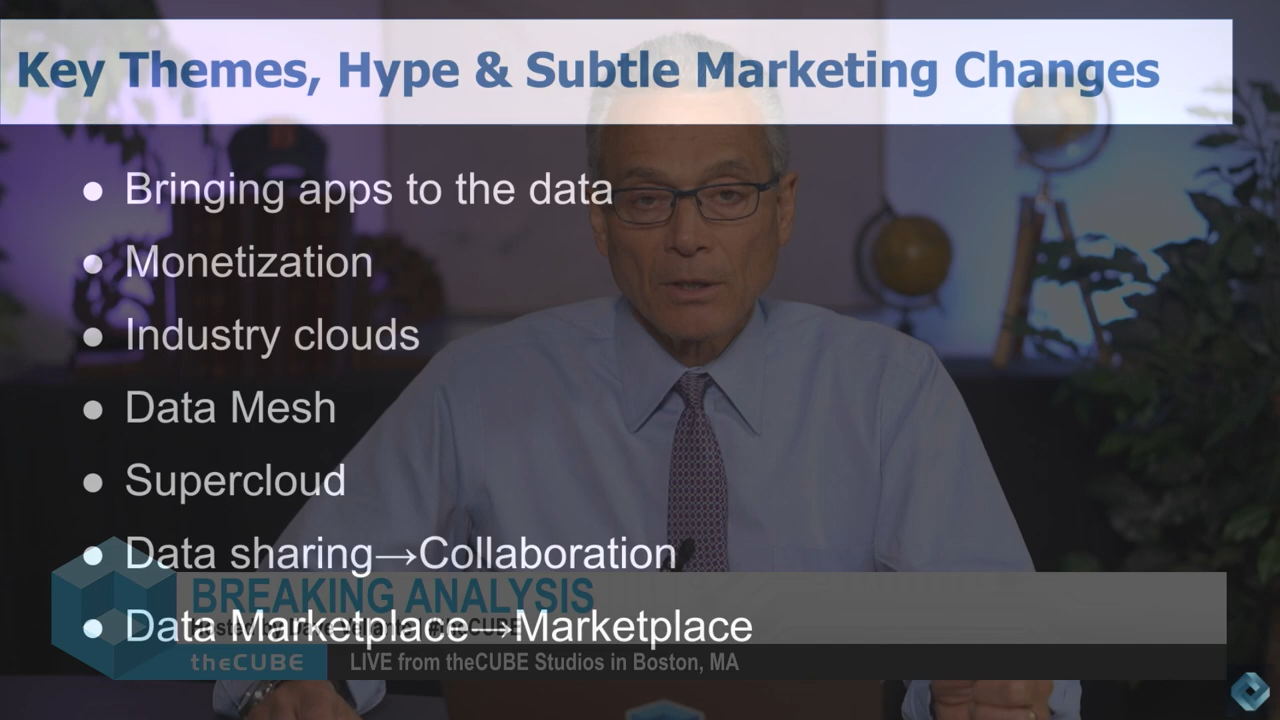 Key Themes, Hype & Subtle Marketing Changes
● Bringing apps to the data
● Monetization
● Industry clouds
● Data Mesh
● Supercloud
● Data sharing→Collaboration
BREAKING ANALYSIS
● Data Marketplace→Marketplace
theCUBE
LIVE from theCUBE Studios in Boston, MA